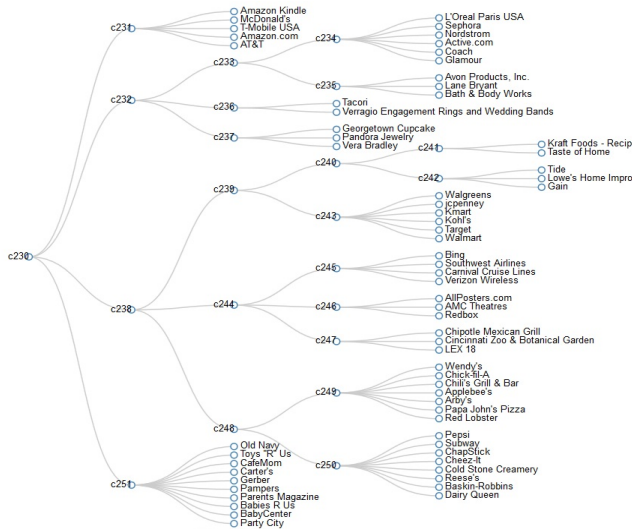 c230
c231
Amazon Kindle
McDonald's
T-Mobile USA
Amazon.com
AT&T
c232
c233
c234
L'Oreal Paris USA
Sephora
Nordstrom
Active.com
Coach
Glamour
c235
Avon Products, Inc.
Lane Bryant
Bath & Body Works
c236
Tacori
Verragio Engagement Rings and Wedding Bands
c237
Georgetown Cupcake
Pandora Jewelry
Vera Bradley
c238
c239
c240
c241
Kraft Foods - Recip
Taste of Home
c242
Tide
Lowe's Home Impro
Gain
c243
Walgreens
jcpenney
Kmart
Kohl's
Target
Walmart
c244
c245
Bing
Southwest Airlines
Carnival Cruise Lines
Verizon Wireless
c246
AllPosters.com
AMC Theatres
Redbox
c247
Chipotle Mexican Grill
Cincinnati Zoo & Botanical Garden
LEX 18
c248
c249
Wendy's
Chick-fil-A
Chili's Grill & Bar
Applebee's
Arby's
Papa John's Pizza
Red Lobster
c250
Pepsi
Subway
ChapStick
Cheez-It
Cold Stone Creamery
Reese's
Baskin-Robbins
Dairy Queen
c251
Old Navy
Toys "R" Us
CafeMom
Carter's
Gerber
Pampers
Parents Magazine
Babies R Us
BabyCenter
Party City